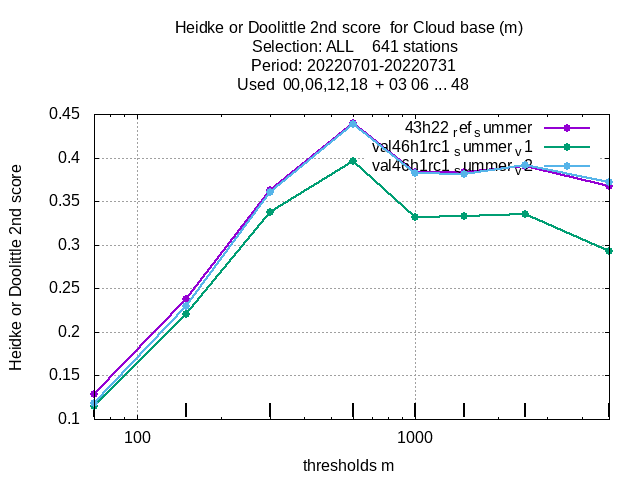 Heidke or Doolittle 2nd score  for Cloud base (m)
Selection: ALL    641 stations
Period: 20220701-20220731
Used  00,06,12,18  + 03 06 ... 48
0.45
0.4
0.35
0.3
0.25
0.2
0.15
0.1
Heidke or Doolittle 2nd score
43h22 ref summer
val46h1rc1 summer v1
val46h1rc1 summer v2
100
1000
thresholds m